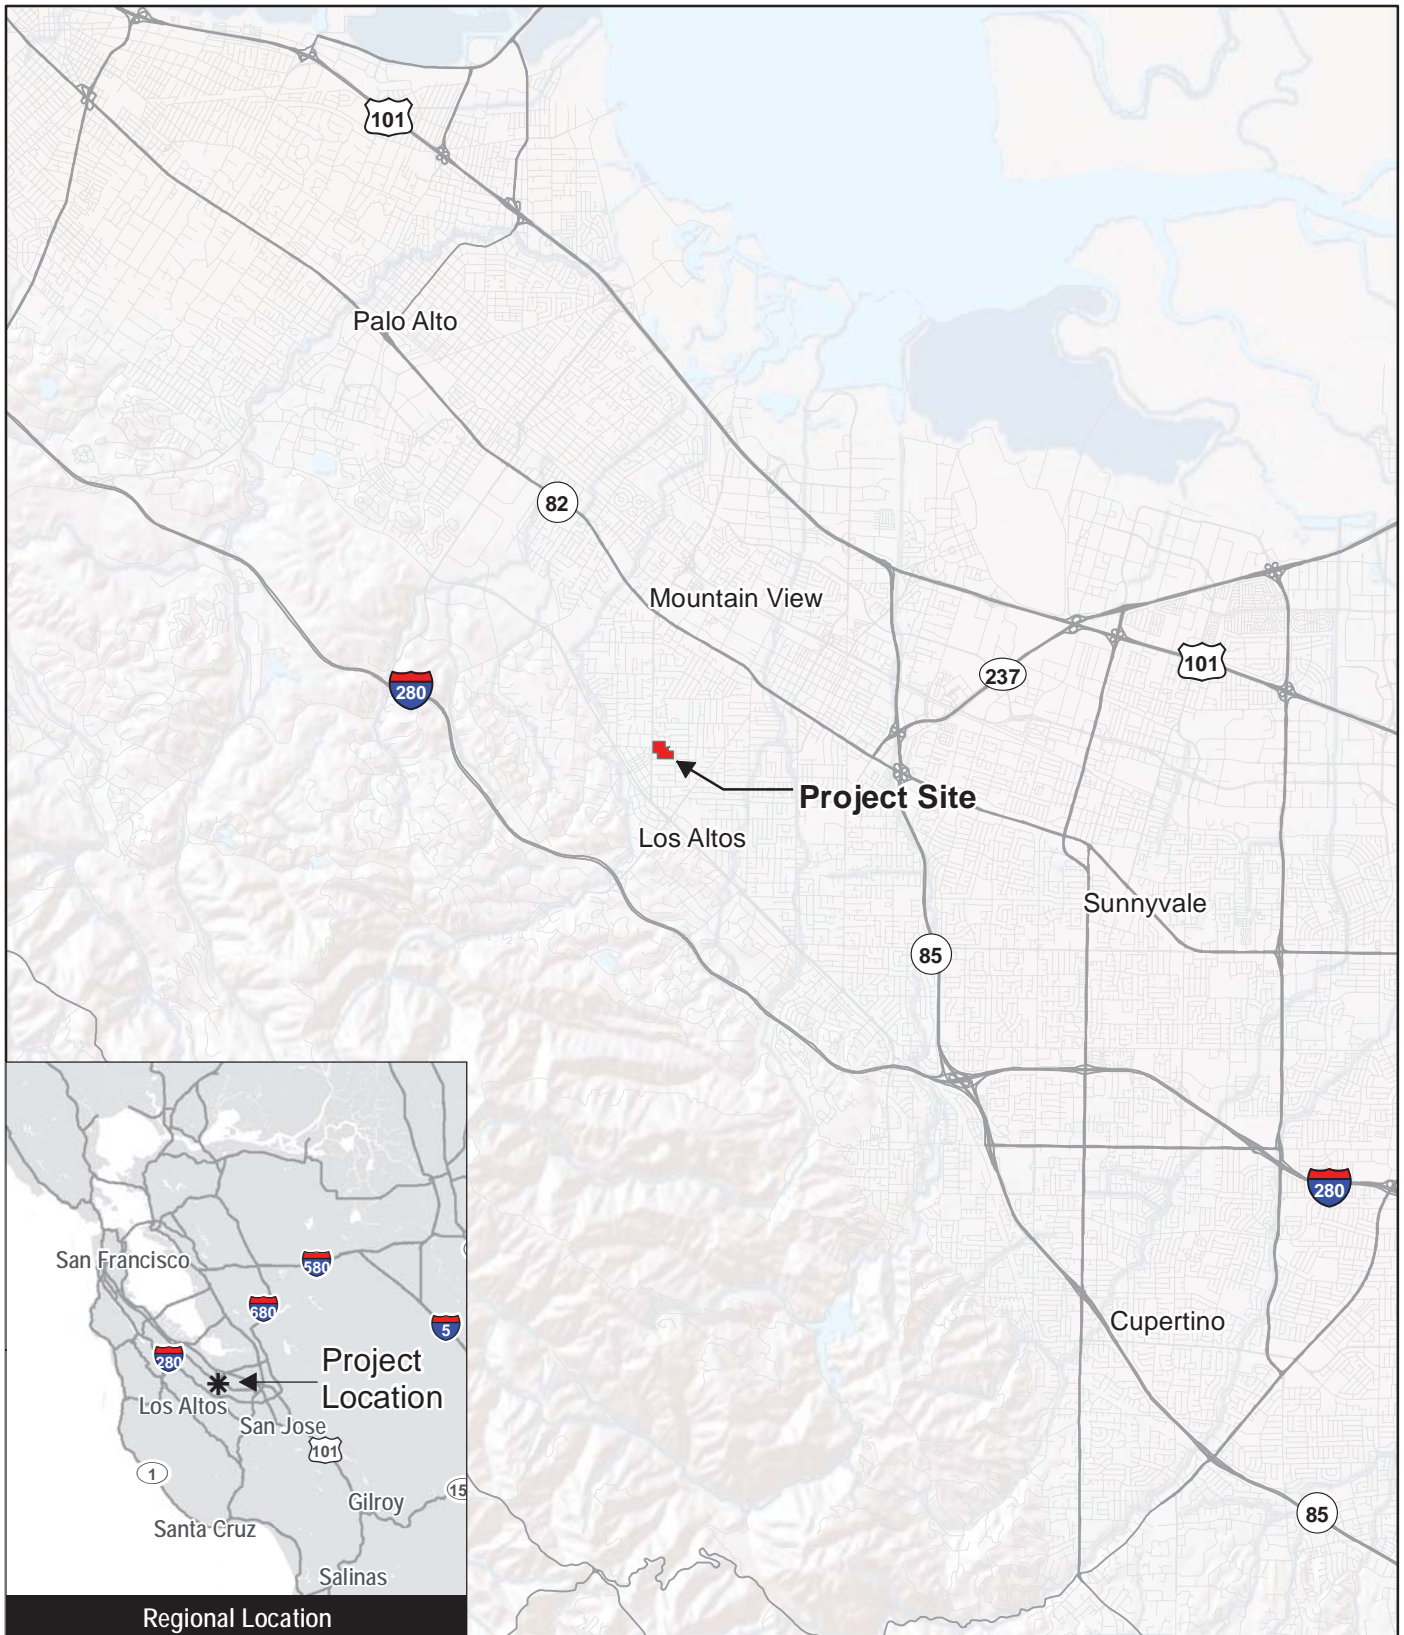 101
Palo Alto
82
Mountain View
101
237
280
Project Site
Los Altos
Sunnyvale
85
280
Cupertino
85
San Francisco
580
680
5
280
Project
Location
Los Altos
San Jose
101
1
15
Gilroy
Santa Cruz
Salinas
Regional Location